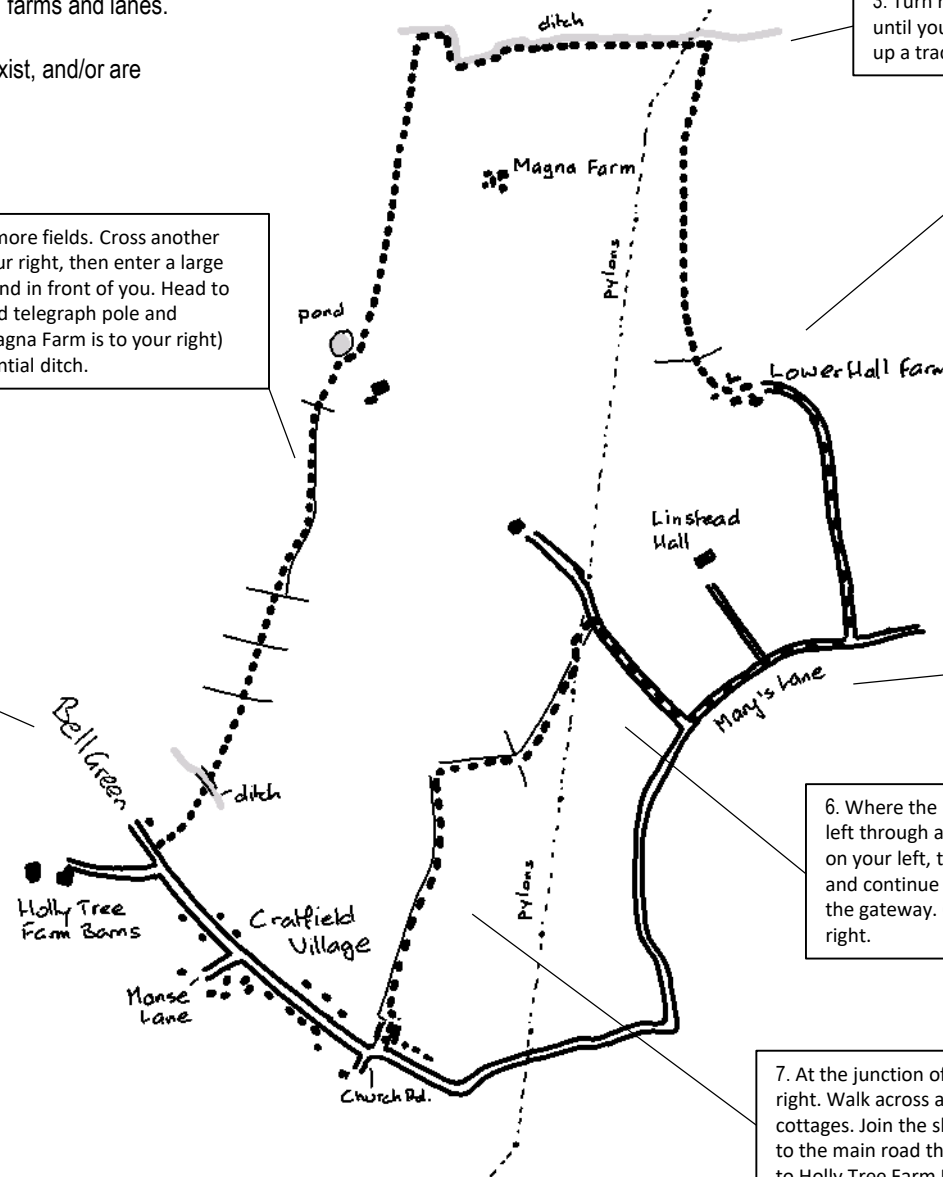 farms and lanes.
xist, and/or are
ditch
3. Turn r
until you
up a trac
Magna Farm
more fields. Cross another
ur right, then enter a large
nd in front of you. Head to
d telegraph pole and
agna Farm is to your right)
ntial ditch.
Pylons
pond
Lower Hall Farm
Linstead
Hall
Mary's Lane
Bell Green
ditch
6. Where the
left through a
on your left, t
and continue
the gateway.
right.
Holly Tree
Farm Barns
Cratfield
Village
Pylons
Manse
Lane
Church Rd.
7. At the junction of
right. Walk across a
cottages. Join the sl
to the main road th
to Holly Tree Farm